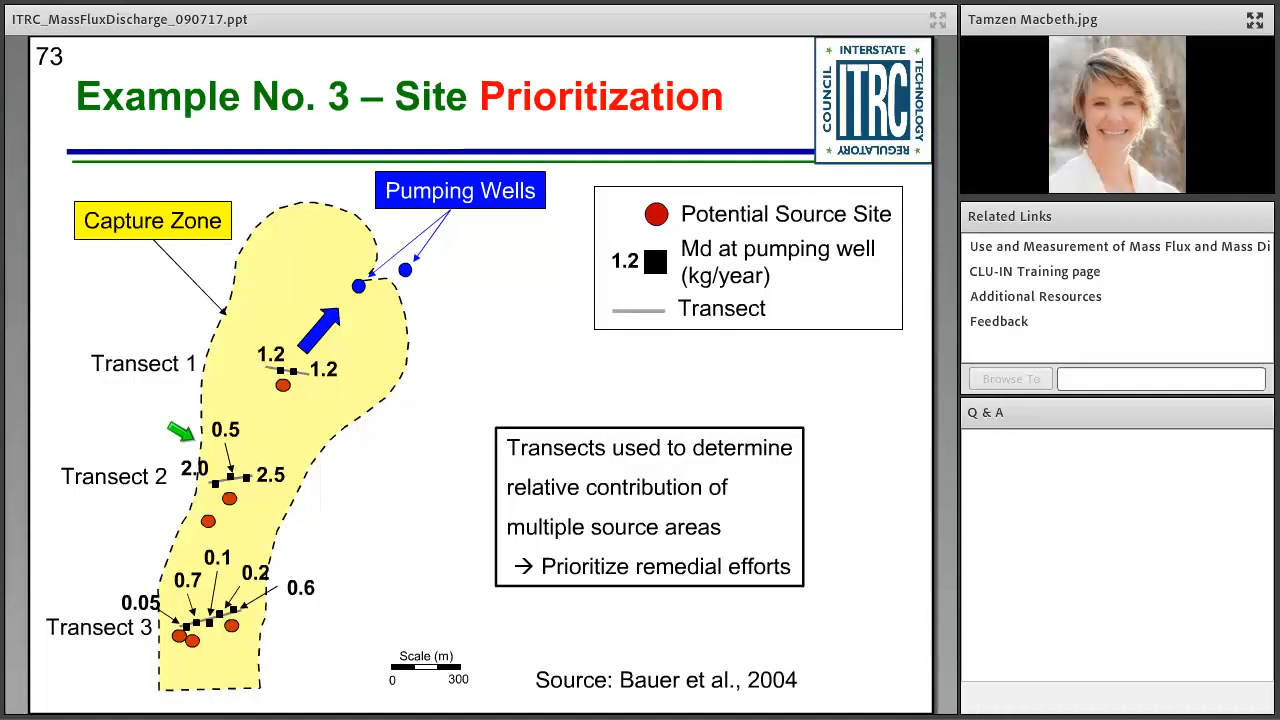 ITRC_MassFluxDischarge_090717.ppt
73
Example No. 3 – Site Prioritization
INTERSTATE
COUNCIL
ITRC
TECHNOLOGY
REGULATORY
Capture Zone
Pumping Wells
Potential Source Site
1.2
Md at pumping well
(kg/year)
Transect
Transect 1
1.2
1.2
0.5
Transect 2
2.0
2.5
Transects used to determine
relative contribution of
multiple source areas
→ Prioritize remedial efforts
0.1
0.7
0.2
0.6
0.05
Transect 3
Scale (m)
0
300
Source: Bauer et al., 2004
Tamzen Macbeth.jpg
Related Links
Use and Measurement of Mass Flux and Mass Di
CLU-IN Training page
Additional Resources
Feedback
Browse To
Q & A